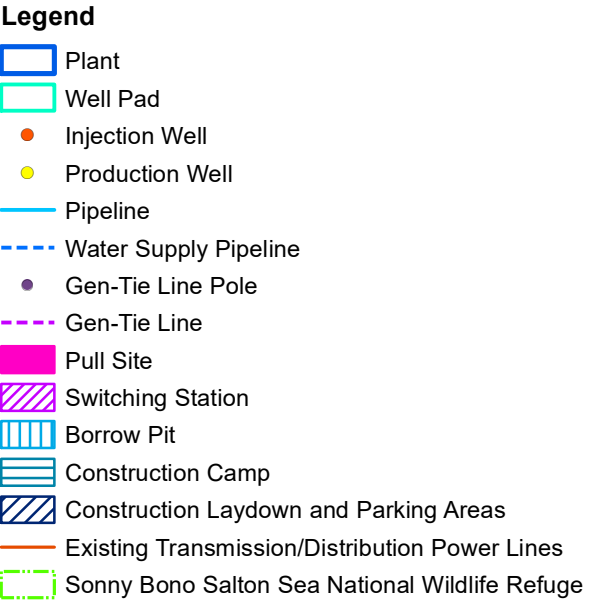 Legend
Plant
Well Pad
Injection Well
Production Well
Pipeline
Water Supply Pipeline
Gen-Tie Line Pole
Gen-Tie Line
Pull Site
Switching Station
Borrow Pit
Construction Camp
Construction Laydown and Parking Areas
Existing Transmission/Distribution Power Lines
Sonny Bono Salton Sea National Wildlife Refuge